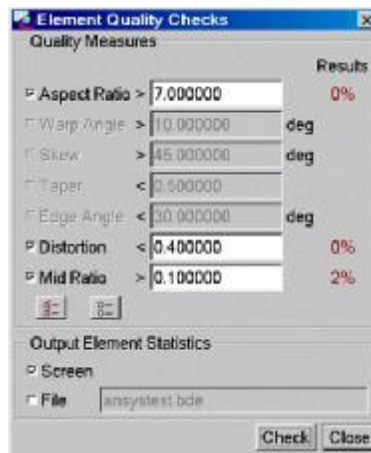 Element Quality Checks
Quality Measures
Results
Aspect Ratio > 7.000000 0%
Warp Angle > 10.000000 deg
Skew > 45.000000 deg
Taper < 0.500000
Edge Angle < 30.000000 deg
Distortion < 0.400000 0%
Mid Ratio > 0.100000 2%
Output Element Statistics
Screen
File ansystest.bde
Check Close